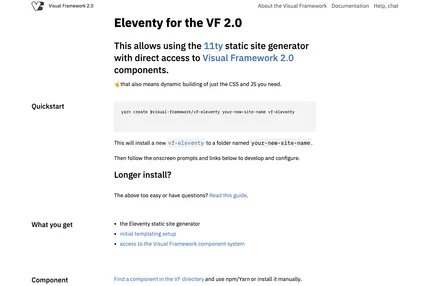 Visual Framework 2.0
About the Visual Framework Documentation Help, chat
Eleventy for the VF 2.0
This allows using the 11ty static site generator
with direct access to Visual Framework 2.0
components.
☝️that also means dynamic building of just the CSS and JS you need.
Quickstart
yarn create @visual-framework/vf-eleventy your-new-site-name vf-eleventy
This will install a new vf-eleventy to a folder named your-new-site-name.
Then follow the onscreen prompts and links below to develop and configure.
Longer install?
The above too easy or have questions? Read this guide.
What you get
• the Eleventy static site generator
• initial templating setup
• access to the Visual Framework component system
Component
Find a component in the VF directory and use npm/Yarn or install it manually.